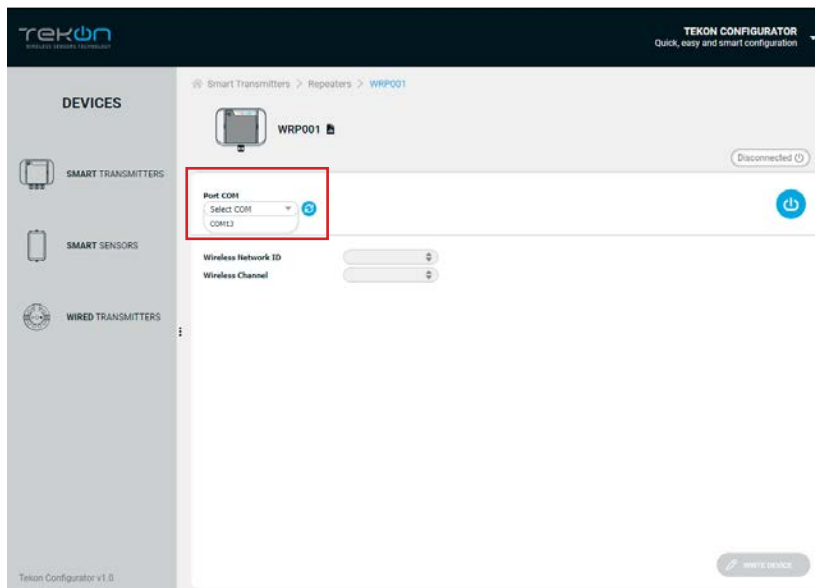 TEKON
WIRELESS SENSORS TECHNOLOGY
TEKON CONFIGURATOR
Quick, easy and smart configuration
DEVICES
SMART TRANSMITTERS
SMART SENSORS
WIRED TRANSMITTERS
Tekon Configurator v1.0
Smart Transmitters > Repeaters > WRP001
WRP001
Disconnected
Port COM
Select COM
COM13
Wireless Network ID
Wireless Channel
WRITE DEVICE